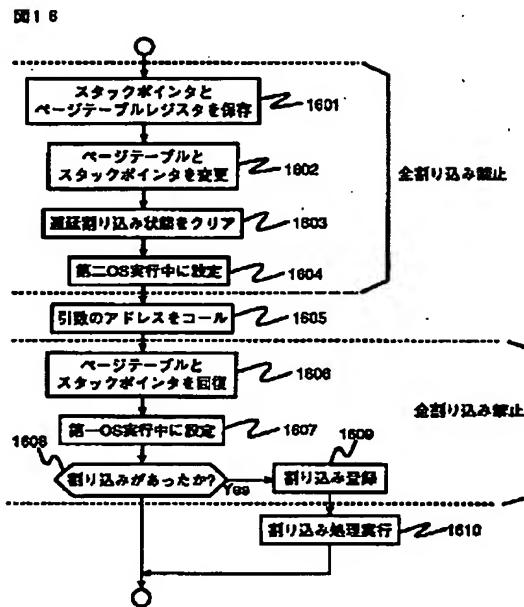 図16
スタックポインタと
ページテーブルレジスタを保存
1601
ページテーブルと
スタックポインタを変更
1602
全割り込み禁止
遅延割り込み状態をクリア
1603
第二OS実行中に設定
1604
引数のアドレスをコール
1605
ページテーブルと
スタックポインタを回復
1606
全割り込み禁止
第一OS実行中に設定
1607
1608
割り込みがあったか?
Yes
1609
割り込み登録
割り込み処理実行
1610